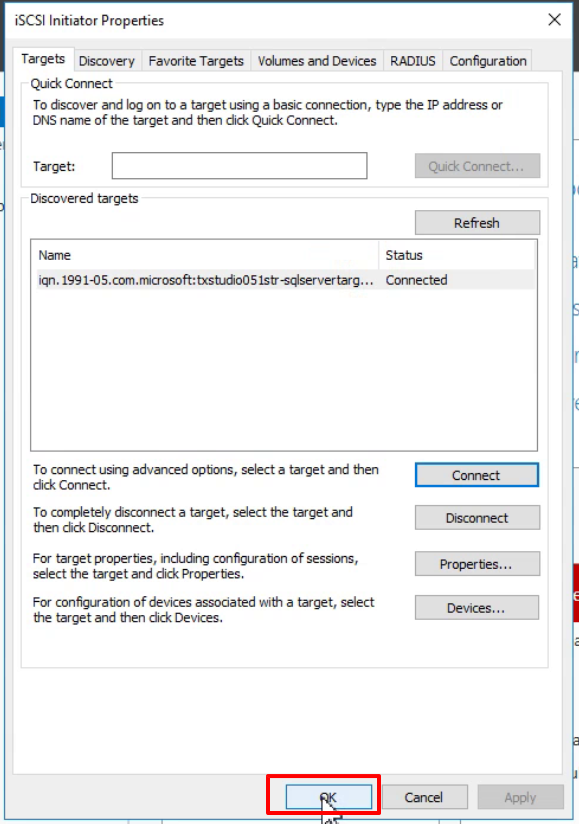 iSCSI Initiator Properties
Targets Discovery Favorite Targets Volumes and Devices RADIUS Configuration
Quick Connect
To discover and log on to a target using a basic connection, type the IP address or
DNS name of the target and then click Quick Connect.
Target:
Quick Connect...
Discovered targets
Refresh
Name Status
iqn.1991-05.com.microsoft:txstudio051str-sqlservertarg... Connected
To connect using advanced options, select a target and then
click Connect.
Connect
To completely disconnect a target, select the target and
then click Disconnect.
Disconnect
For target properties, including configuration of sessions,
select the target and click Properties.
Properties...
For configuration of devices associated with a target, select
the target and then click Devices.
Devices...
OK Cancel Apply